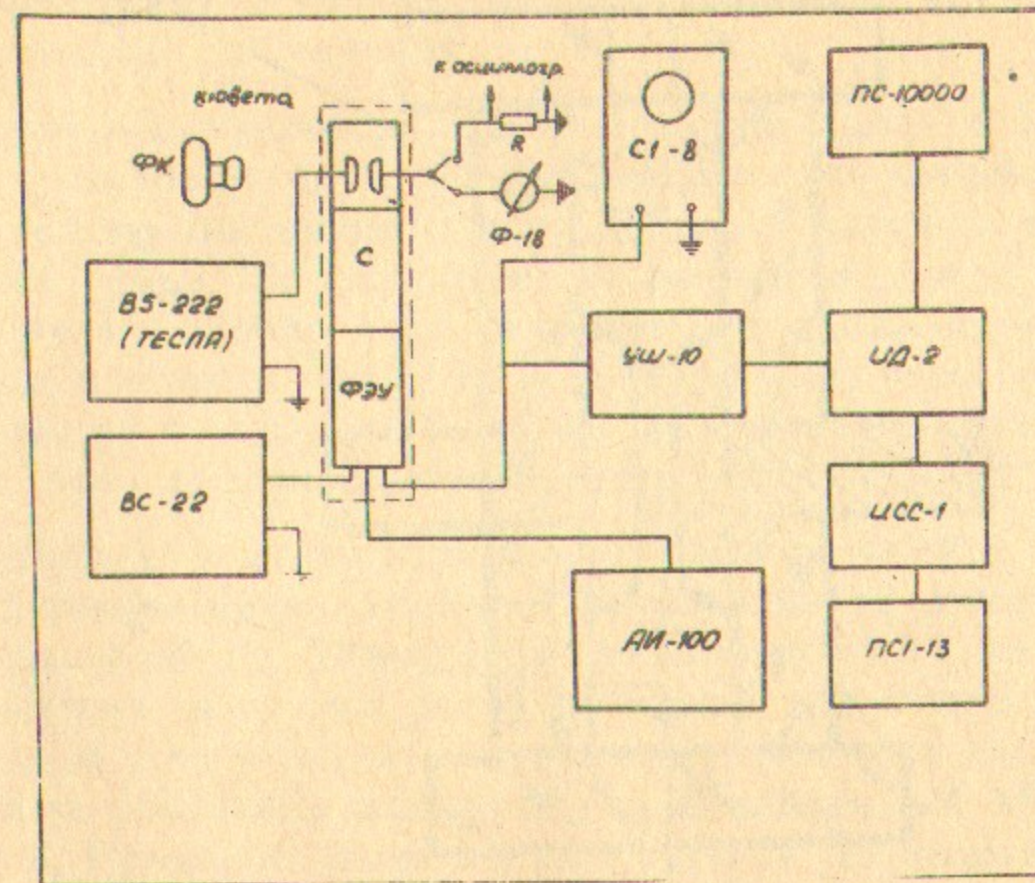 к осциллогр.
кювета
ФК
R
С1-8
ПС-10000
Ф-18
С
BS-222
(ТЕСЛА)
УШ-10
ИД-2
ФЭУ
ВС-22
ИСС-1
АИ-100
ПС1-13